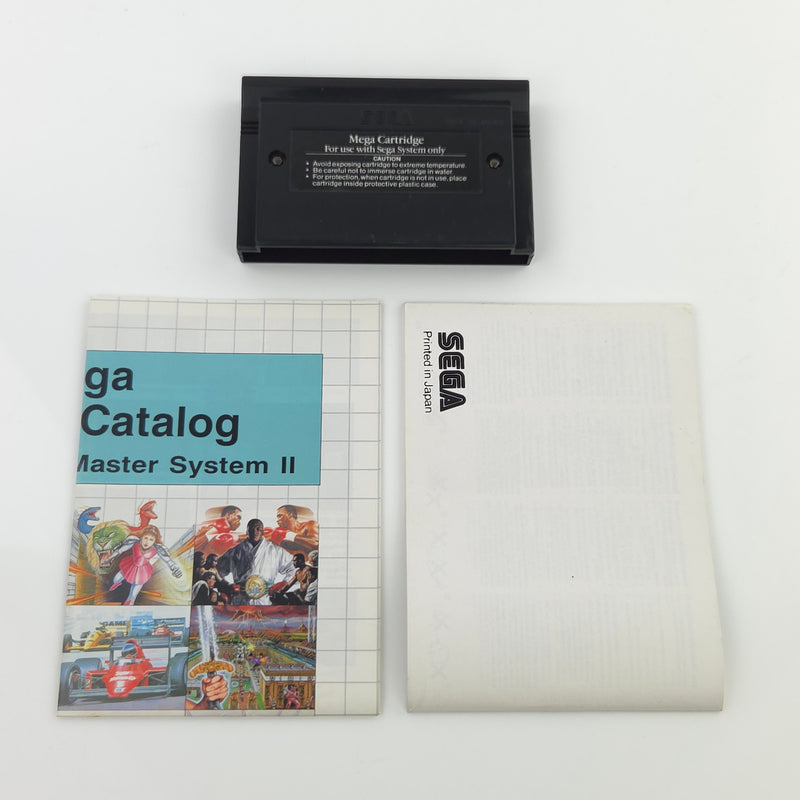 SEGA
Mega Cartridge
For use with Sega System only
CAUTION
• Avoid exposing cartridge to extreme temperature.
• Be careful not to immerse cartridge in water.
• For protection, when cartridge is not in use, place
cartridge inside protective plastic case.
ga
Catalog
Master System II
GAME
SEGA
Printed in Japan